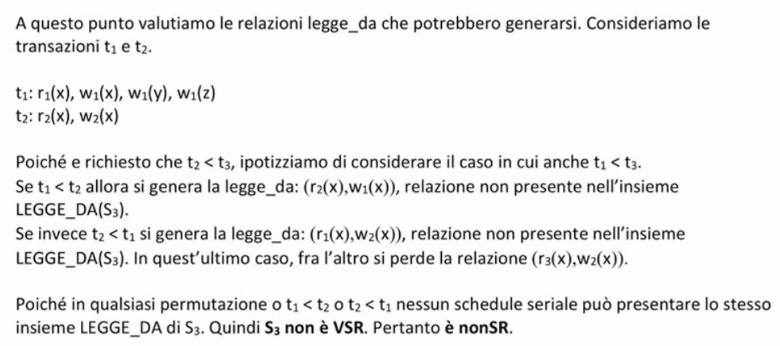 A questo punto valutiamo le relazioni legge_da che potrebbero generarsi. Consideriamo le
transazioni t₁ e t₂.
t₁: r₁(x), w₁(x), w₁(y), w₁(z)
t₂: r₂(x), w₂(x)
Poiché e richiesto che t₂ < t₃, ipotizziamo di considerare il caso in cui anche t₁ < t₃.
Se t₁ < t₂ allora si genera la legge_da: (r₂(x),w₁(x)), relazione non presente nell’insieme
LEGGE_DA(S₃).
Se invece t₂ < t₁ si genera la legge_da: (r₁(x),w₂(x)), relazione non presente nell’insieme
LEGGE_DA(S₃). In quest’ultimo caso, fra l’altro si perde la relazione (r₃(x),w₂(x)).
Poiché in qualsiasi permutazione o t₁ < t₂ o t₂ < t₁ nessun schedule seriale può presentare lo stesso
insieme LEGGE_DA di S₃. Quindi S₃ non è VSR. Pertanto è nonSR.